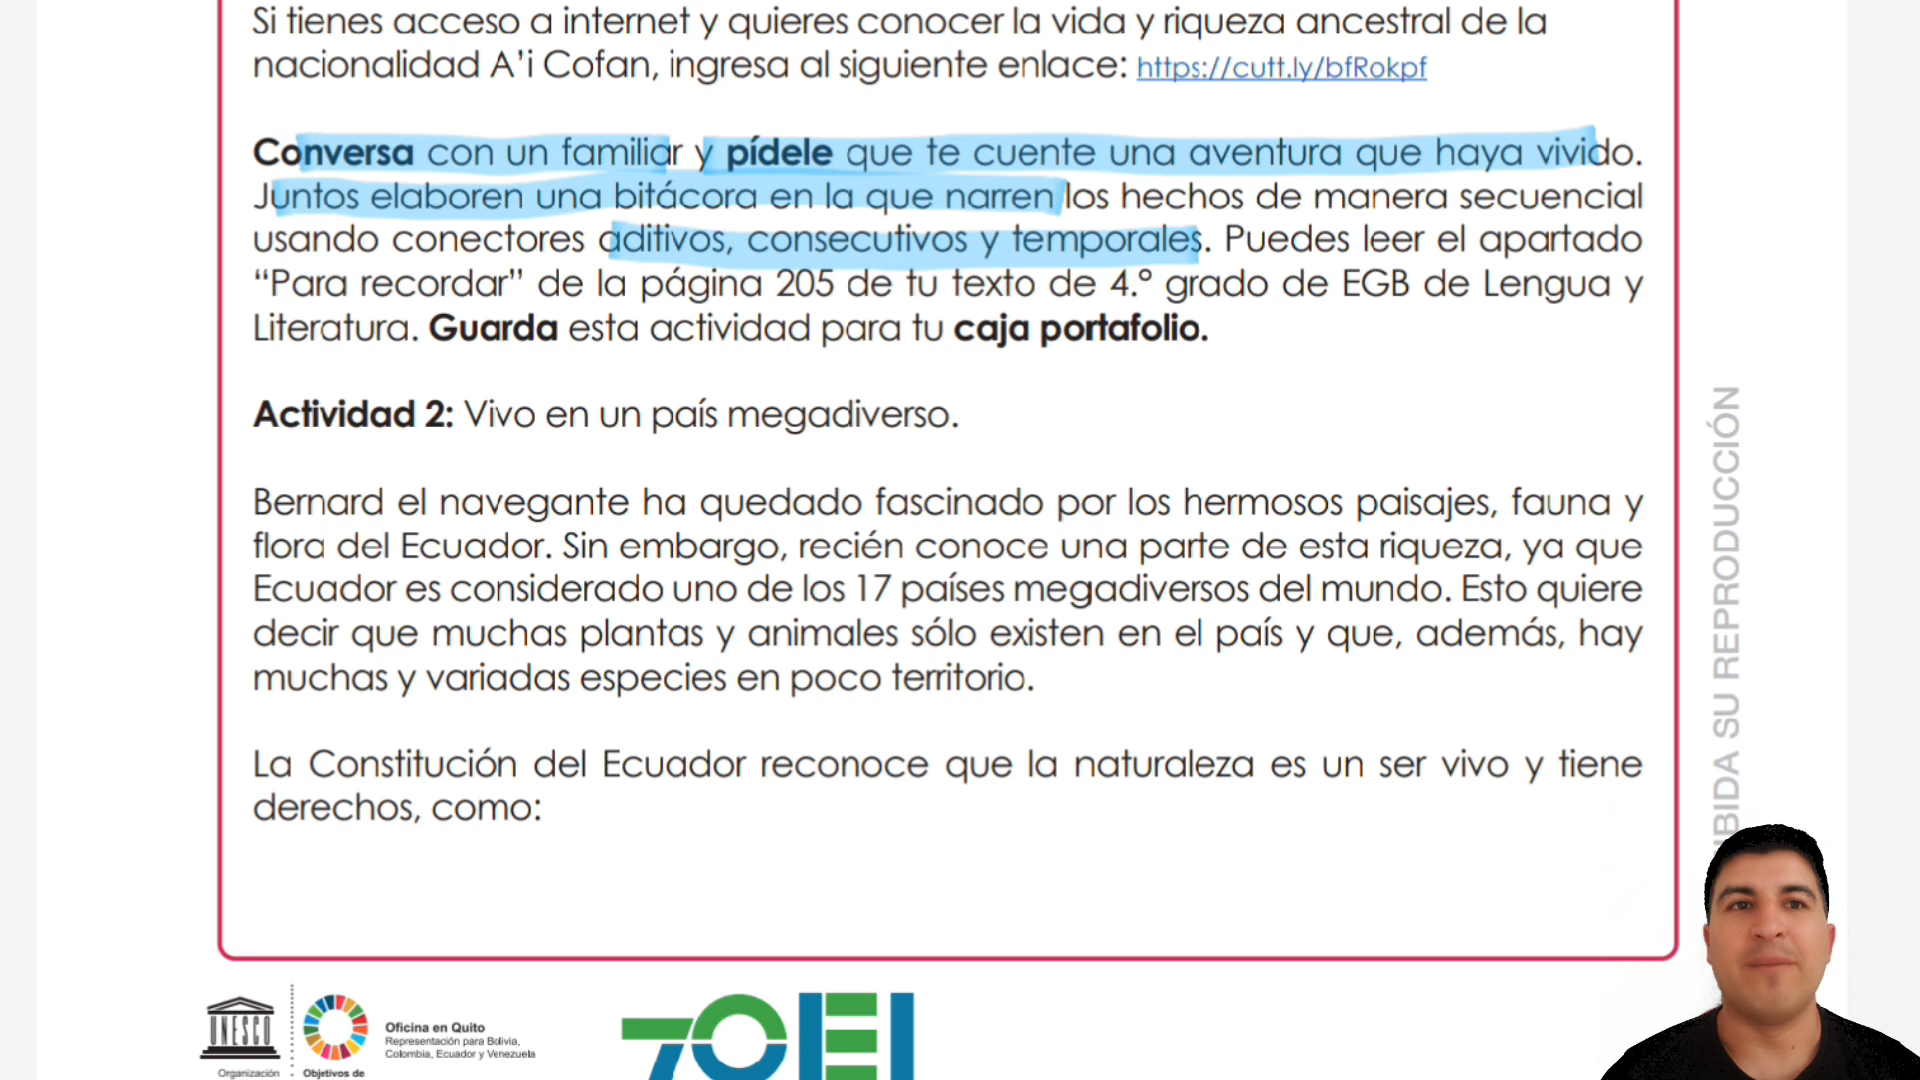 Si tienes acceso a internet y quieres conocer la vida y riqueza ancestral de la
nacionalidad A’i Cofan, ingresa al siguiente enlace: https://cutt.ly/bfRokpf
Conversa con un familiar y pídele que te cuente una aventura que haya vivido.
Juntos elaboren una bitácora en la que narren los hechos de manera secuencial
usando conectores aditivos, consecutivos y temporales. Puedes leer el apartado
“Para recordar” de la página 205 de tu texto de 4.° grado de EGB de Lengua y
Literatura. Guarda esta actividad para tu caja portafolio.
Actividad 2: Vivo en un país megadiverso.
Bernard el navegante ha quedado fascinado por los hermosos paisajes, fauna y
flora del Ecuador. Sin embargo, recién conoce una parte de esta riqueza, ya que
Ecuador es considerado uno de los 17 países megadiversos del mundo. Esto quiere
decir que muchas plantas y animales sólo existen en el país y que, además, hay
muchas y variadas especies en poco territorio.
La Constitución del Ecuador reconoce que la naturaleza es un ser vivo y tiene
derechos, como:
IBIDA SU REPRODUCCIÓN
UNESCO
Organización
Objetivos de
Oficina en Quito
Representación para Bolivia,
Colombia, Ecuador y Venezuela
70EI